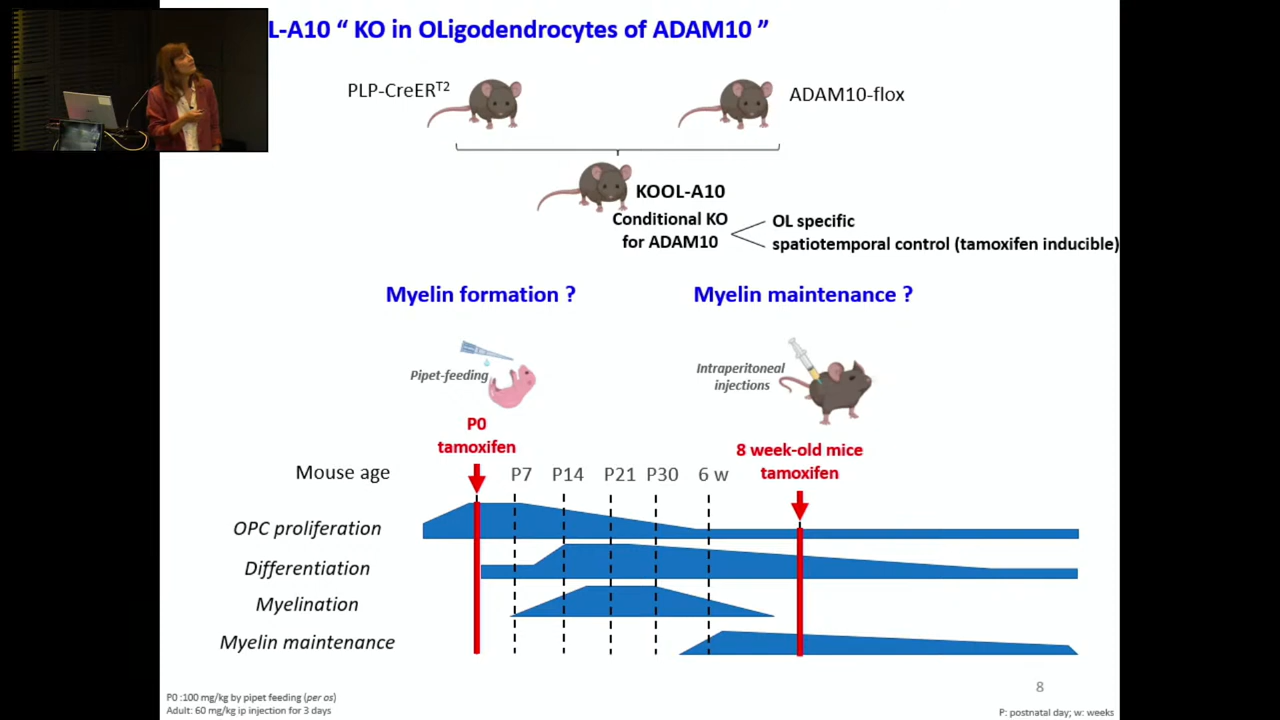 L-A10 “ KO in OLigodendrocytes of ADAM10 ”
PLP-CreERT2
ADAM10-flox
KOOL-A10
Conditional KO
for ADAM10
OL specific
spatiotemporal control (tamoxifen inducible)
Myelin formation ?
Myelin maintenance ?
Pipet-feeding
Intraperitoneal
injections
P0
tamoxifen
8 week-old mice
tamoxifen
Mouse age
P7
P14
P21
P30
6 w
OPC proliferation
Differentiation
Myelination
Myelin maintenance
P0 :100 mg/kg by pipet feeding (per os)
Adult: 60 mg/kg ip injection for 3 days
8
P: postnatal day; w: weeks